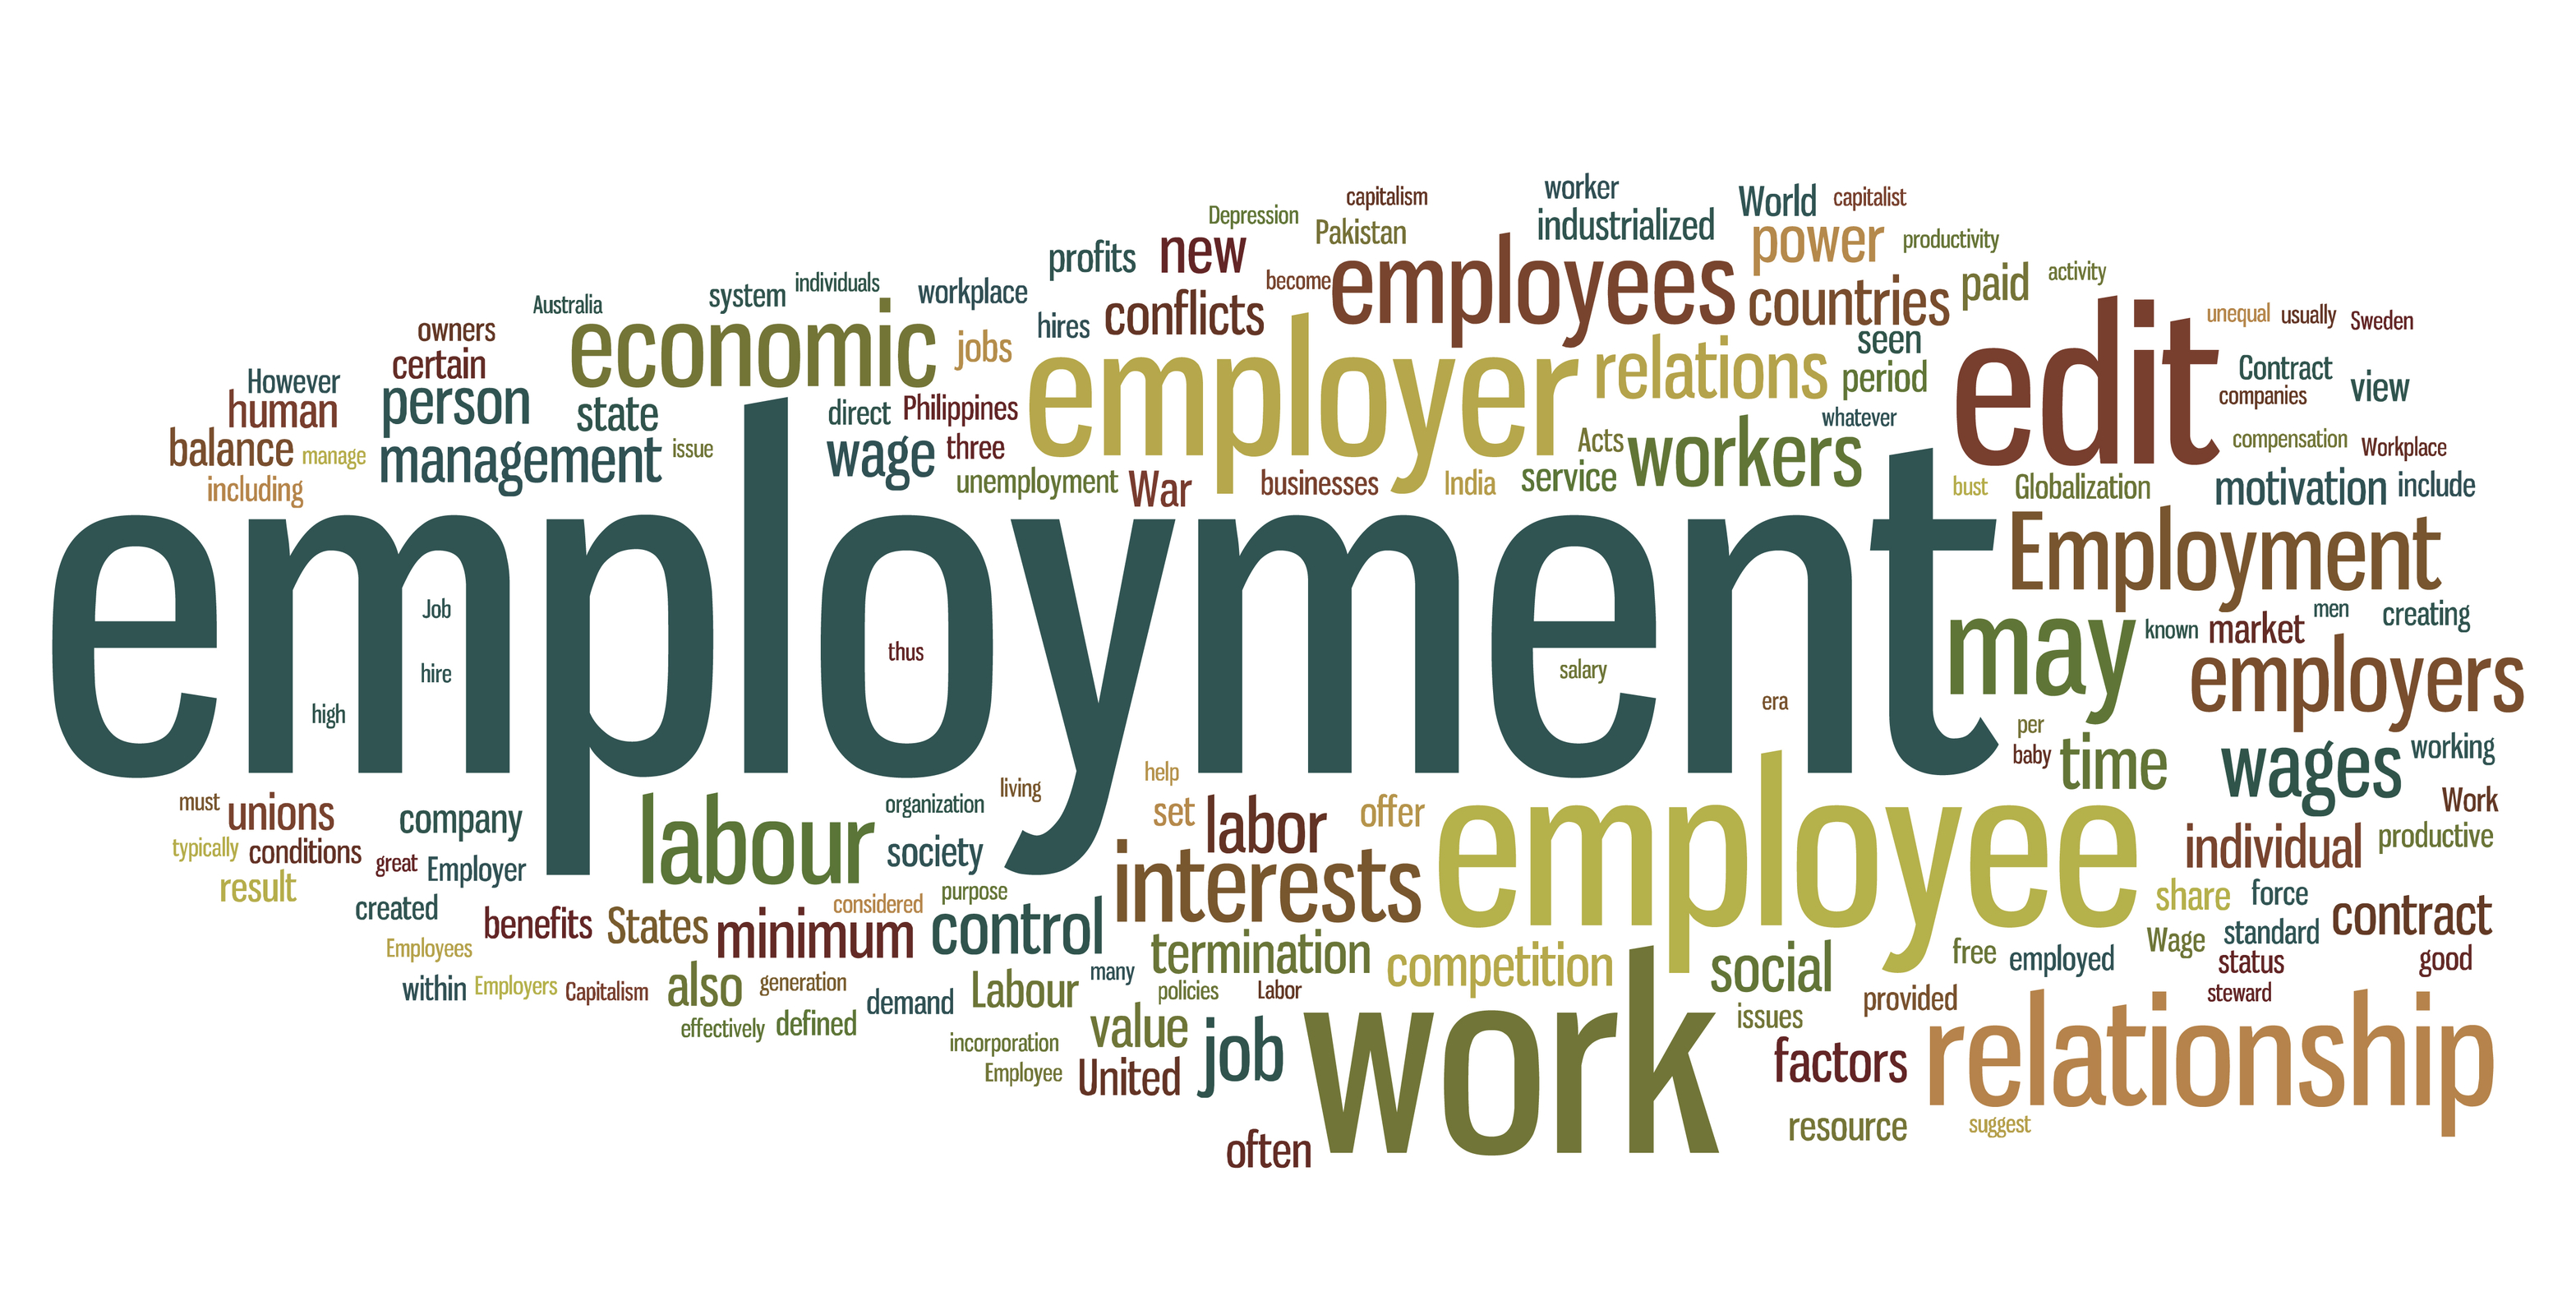 worker
capitalism
World capitalist
Depression Pakistan industrialized
profits new employees power productivity
Australia system individuals workplace become countries paid activity
owners economic jobs hires conflicts employer relations seen edit unequal usually Sweden
certain period Contract
However person state direct Philippines whatever companies view
human
balance manage management issue wage three Acts workers compensation Workplace
including unemployment War businesses India service bust Globalization motivation include
employment Employment
Job men creating
thus may known market
hire salary employers
high era per
baby time wages working
help
must unions company labour organization living set labor offer employee Work
typically conditions society individual productive
great Employer interests
result purpose share force
created benefits States minimum considered control contract
Employees termination competition social free employed Wage standard
status good
within Employers Capitalism also generation demand Labour many policies Labor provided steward
effectively defined incorporation value job work issues relationship
Employee United factors
often resource suggest